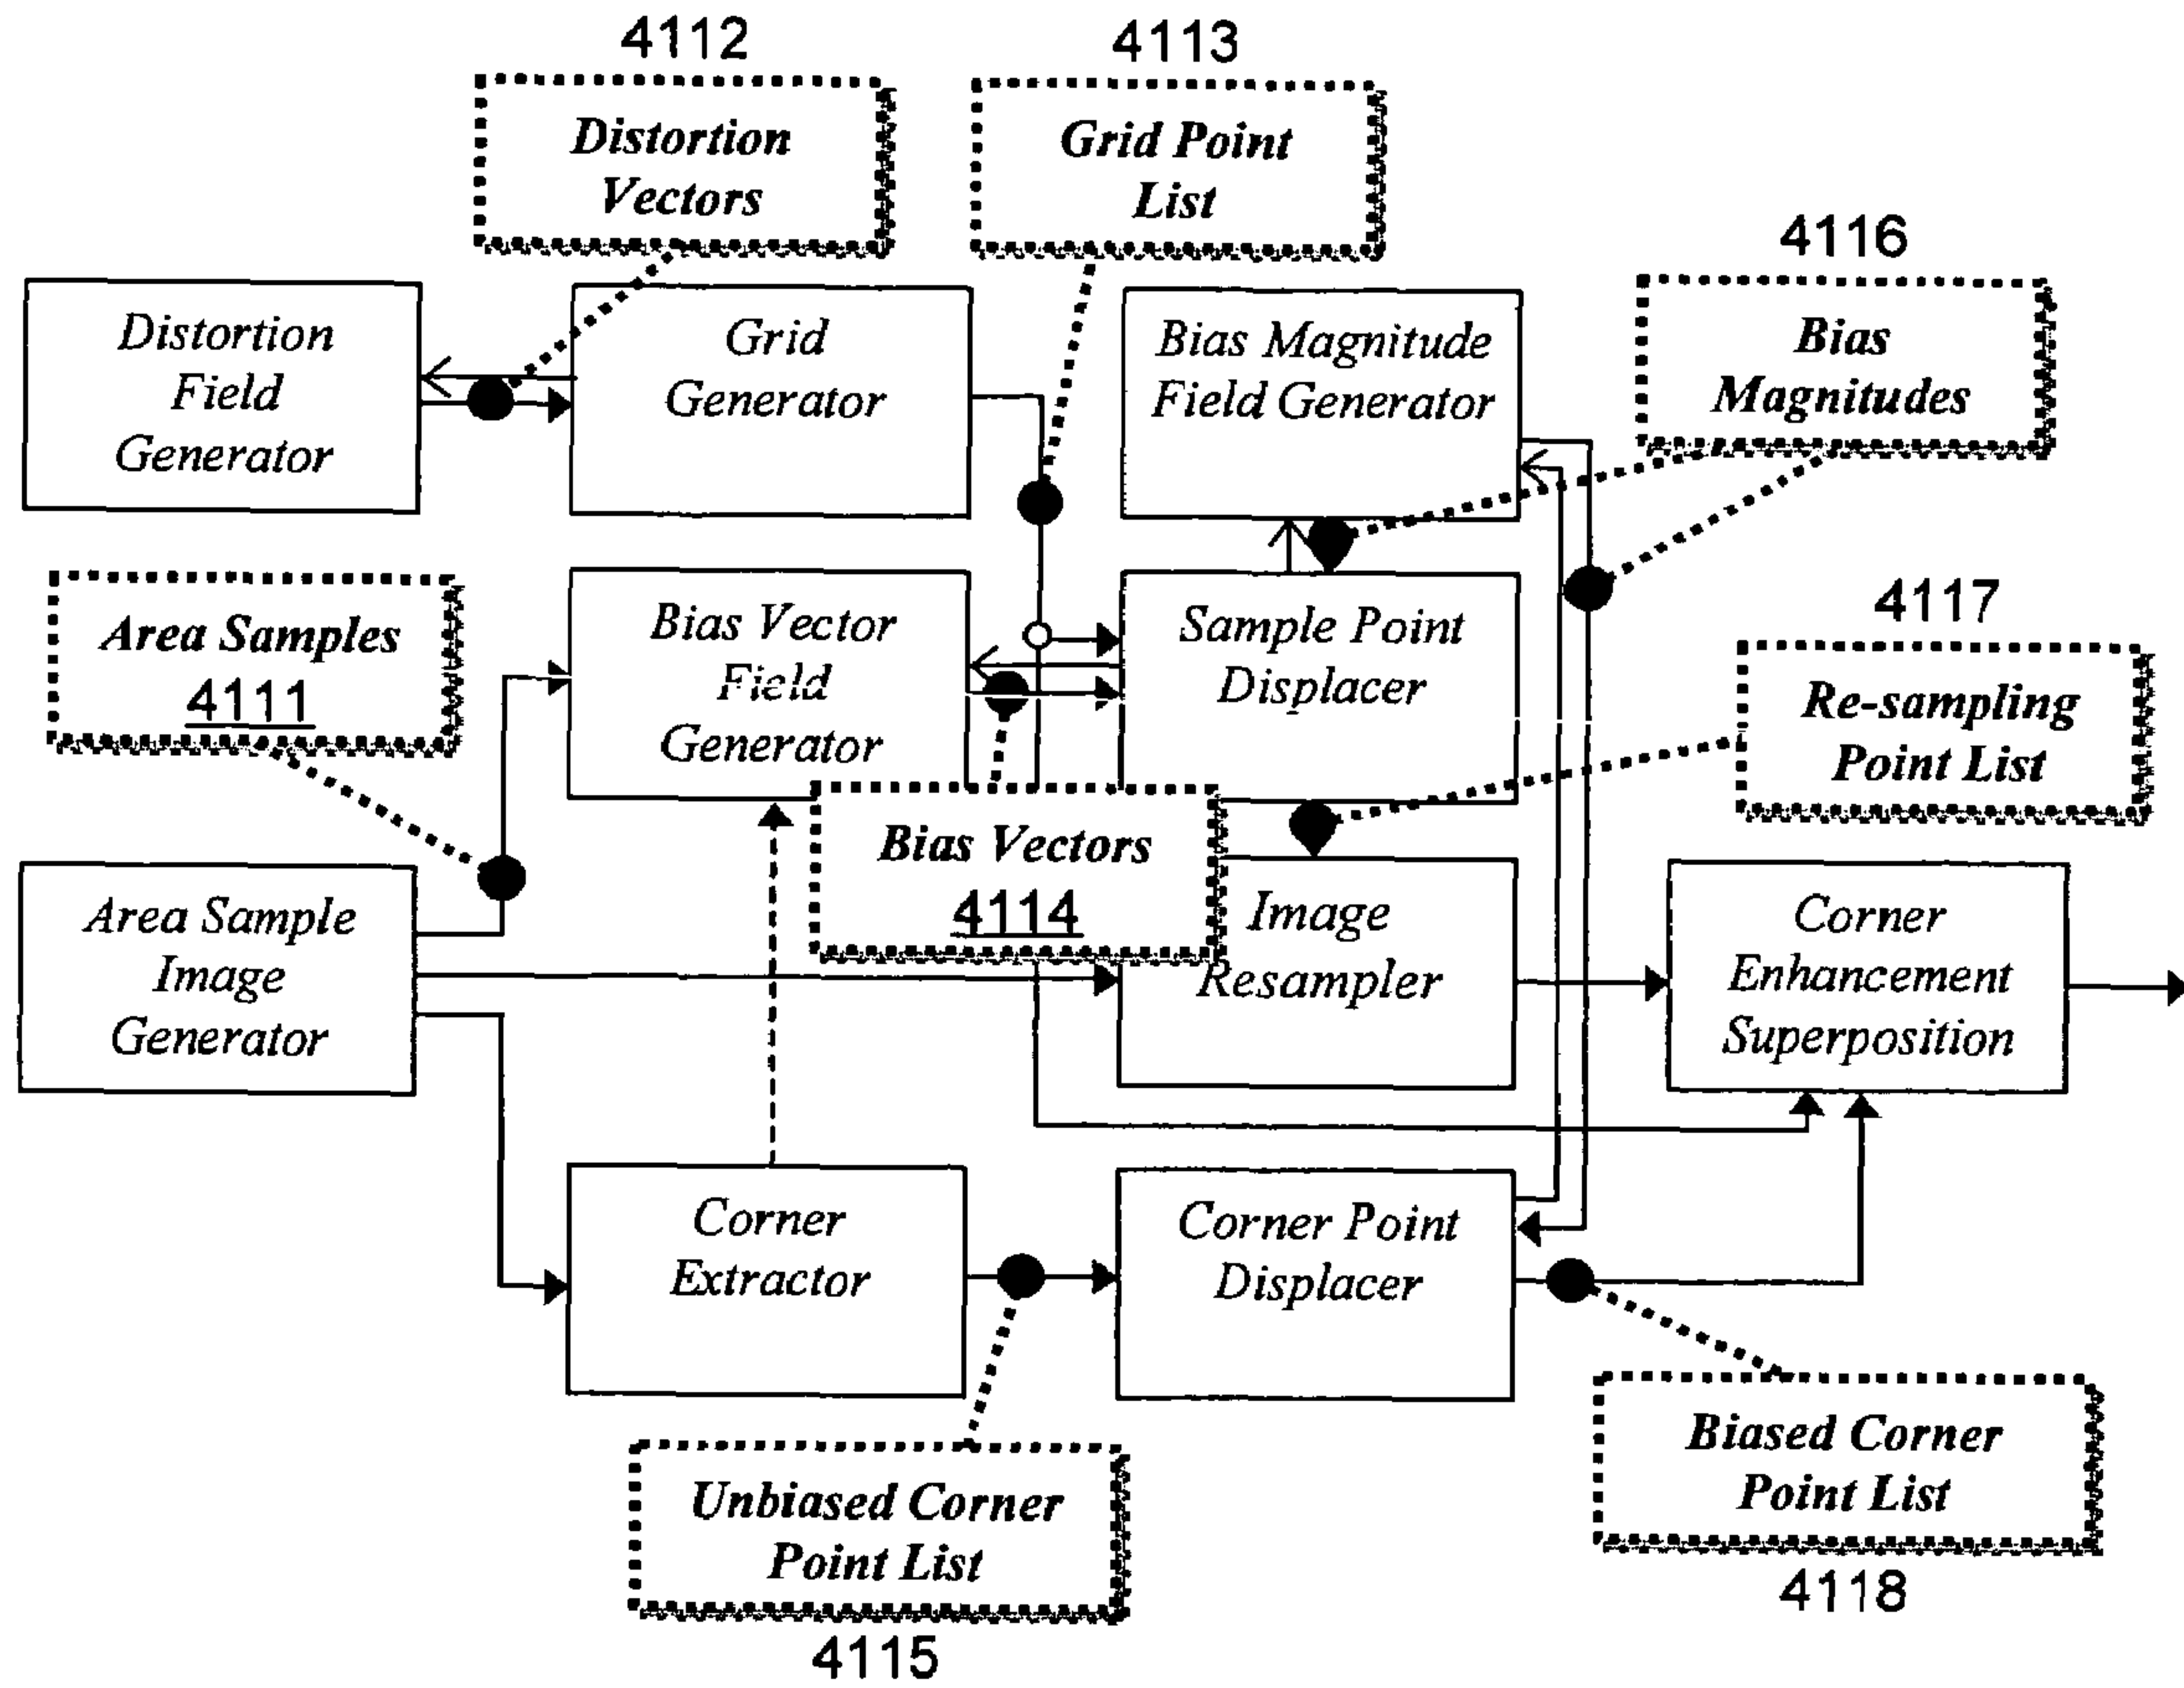 4112
Distortion
Vectors
4113
Grid Point
List
4116
Bias
Magnitudes
Distortion
Field
Generator
Grid
Generator
Bias Magnitude
Field Generator
Area Samples
4111
Bias Vector
Field
Generator
Sample Point
Displacer
4117
Re-sampling
Point List
Bias Vectors
4114
Area Sample
Image
Generator
Image
Resampler
Corner
Enhancement
Superposition
Corner
Extractor
Corner Point
Displacer
Unbiased Corner
Point List
4115
Biased Corner
Point List
4118